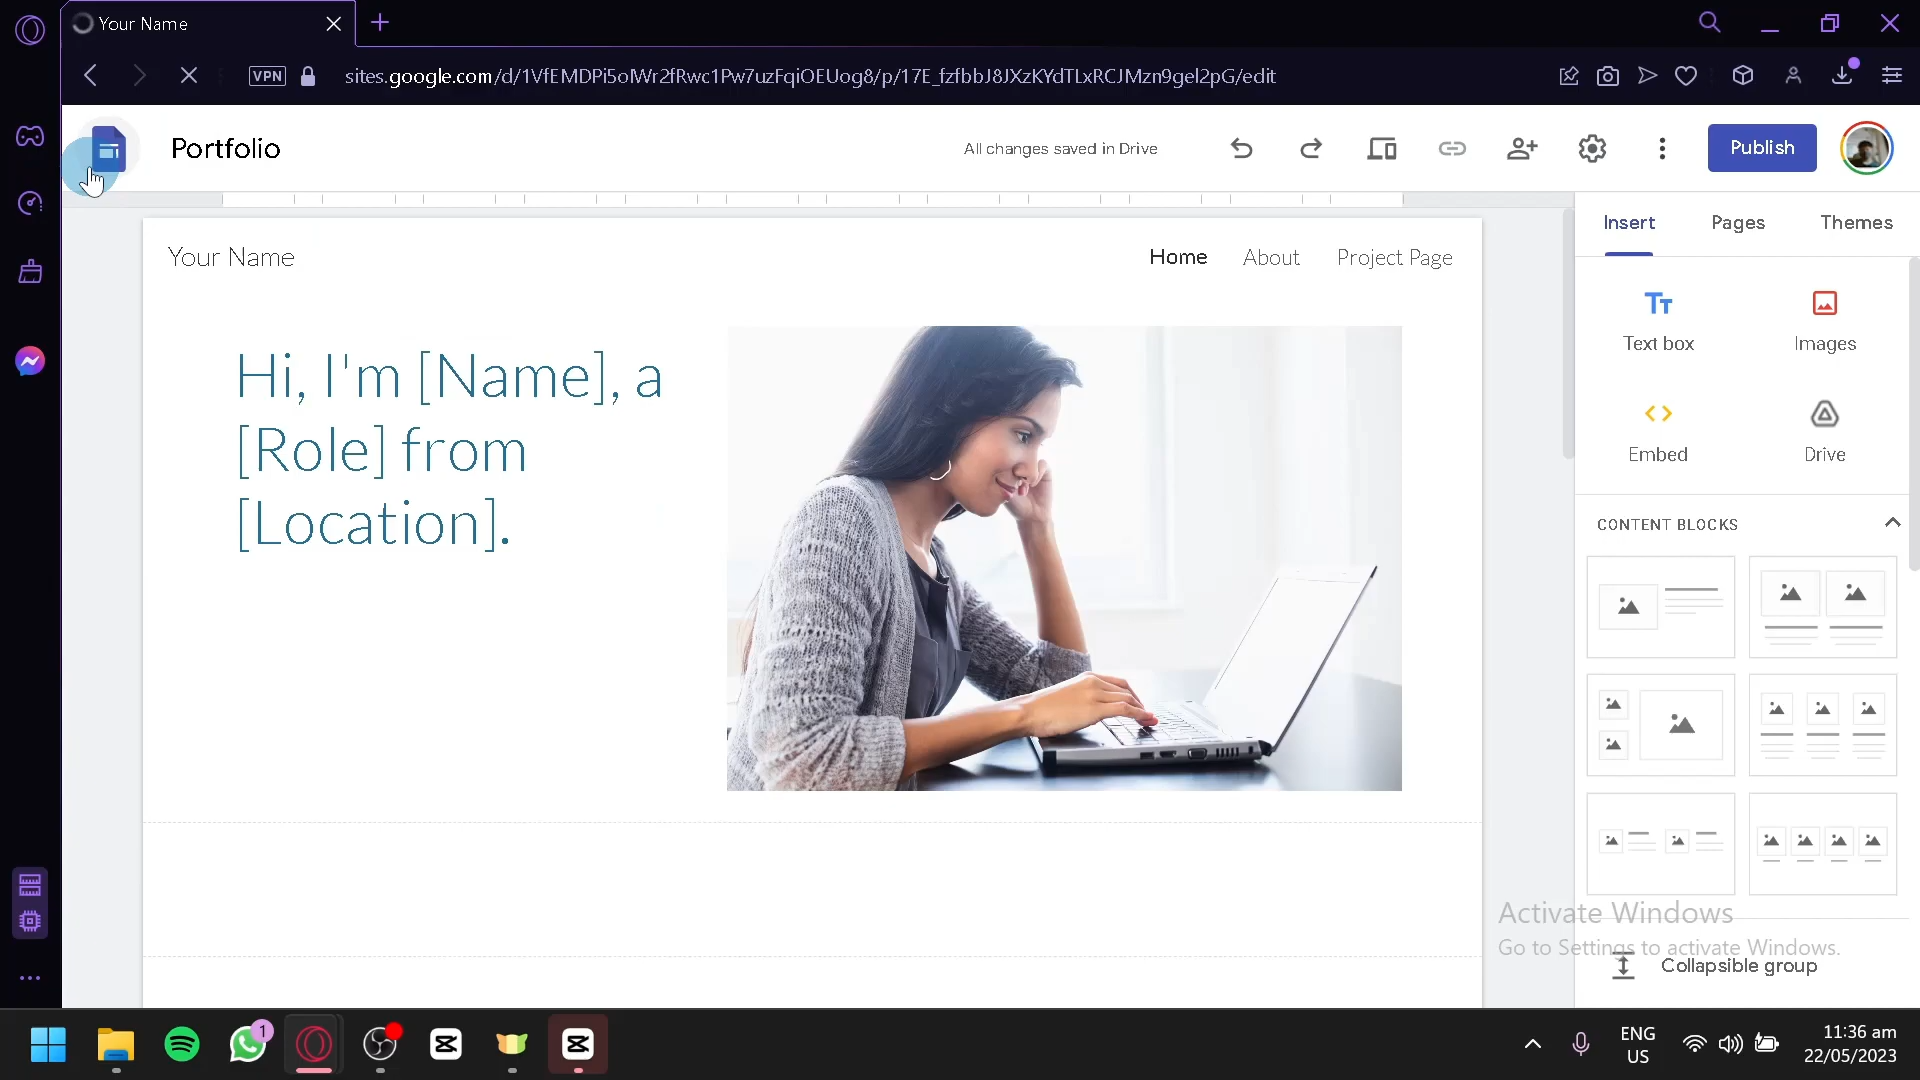 Your Name
VPN
sites.google.com/d/1VfEMDPi5olWr2fRwc1Pw7uzFqiOEUog8/p/17E_fzfbbJ8JXzKYdTLxRCJMzn9gel2pG/edit
Portfolio
All changes saved in Drive
Publish
Insert
Pages
Themes
Your Name
Home
About
Project Page
Text box
Images
Embed
Drive
Hi, I'm [Name], a
[Role] from
[Location].
CONTENT BLOCKS
Activate Windows
Go to Settings to activate Windows.
Collapsible group
1
ENG
US
11:36 am
22/05/2023